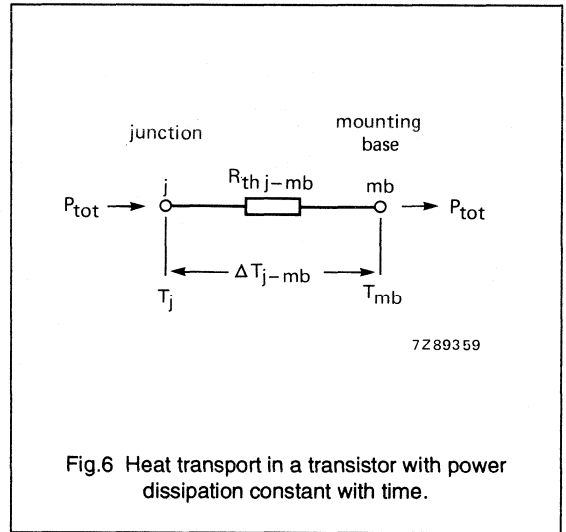 junction
mounting
base
j
R th j-mb
mb
P tot
P tot
Δ T j-mb
T j
T mb
7Z89359
Fig.6 Heat transport in a transistor with power
dissipation constant with time.